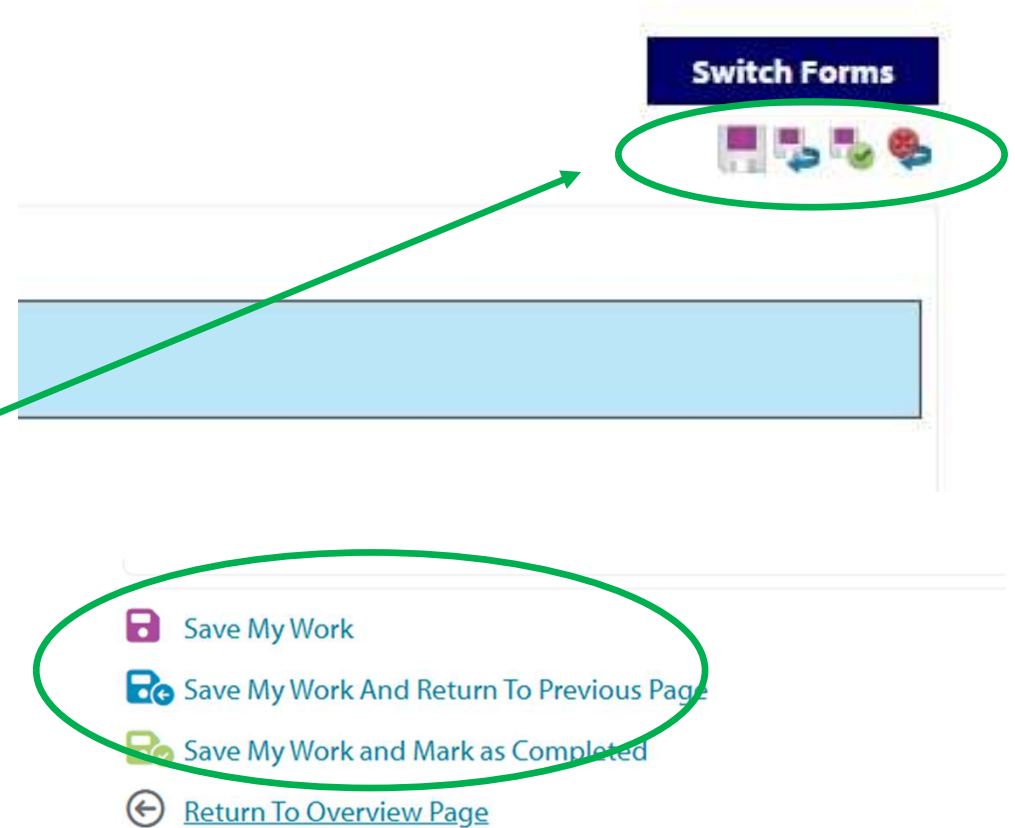 Switch Forms
Save My Work
Save My Work And Return To Previous Page
Save My Work and Mark as Completed
Return To Overview Page